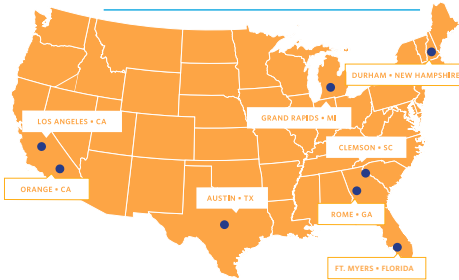 DURHAM • NEW HAMPSHIRE
GRAND RAPIDS • MI
LOS ANGELES • CA
CLEMSON • SC
ORANGE • CA
AUSTIN • TX
ROME • GA
FT. MYERS • FLORIDA